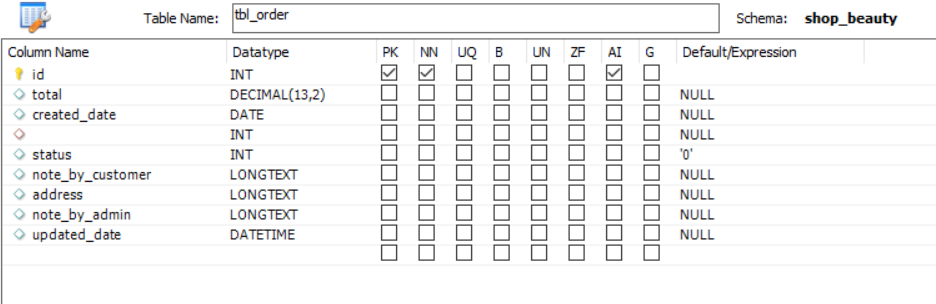 Table Name: tbl_order Schema: shop_beauty
Column Name Datatype PK NN UQ B UN ZF AI G Default/Expression
id INT
total DECIMAL(13,2) NULL
created_date DATE NULL
INT NULL
status INT '0'
note_by_customer LONGTEXT NULL
address LONGTEXT NULL
note_by_admin LONGTEXT NULL
updated_date DATETIME NULL